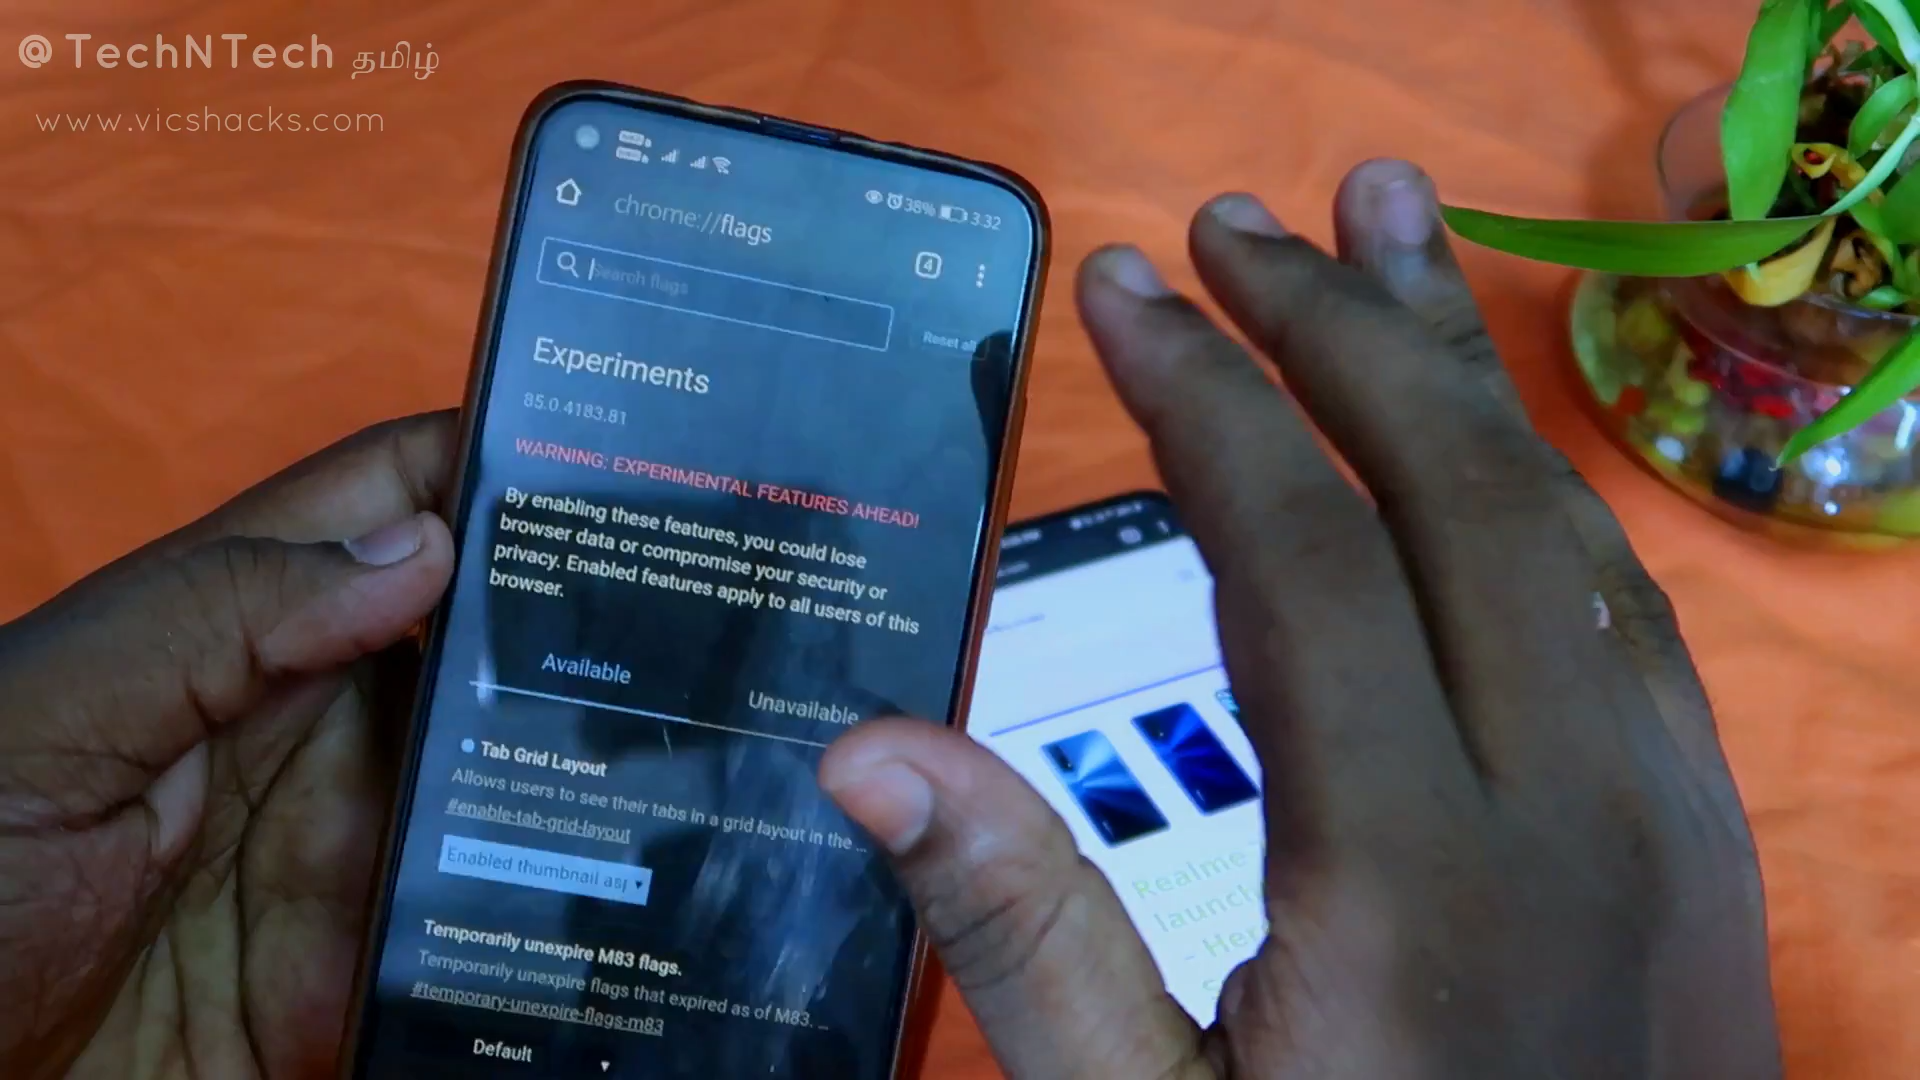 @TechNTech தமிழ்
www.vicshacks.com
38% 3:32
chrome://flags
4
Search flags
Reset all
Experiments
85.0.4183.81
WARNING: EXPERIMENTAL FEATURES AHEAD!
By enabling these features, you could lose
browser data or compromise your security or
privacy. Enabled features apply to all users of this
browser.
Available
Unavailable
Tab Grid Layout
Allows users to see their tabs in a grid layout in the ...
#enable-tab-grid-layout
Enabled thumbnail asp
Temporarily unexpire M83 flags.
Temporarily unexpire flags that expired as of M83. ...
#temporary-unexpire-flags-m83
Default
Realme
launch
- Her